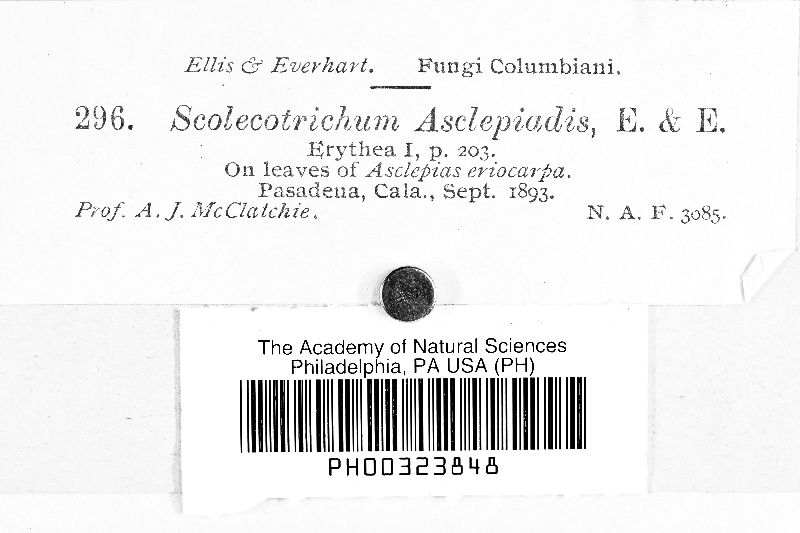 Ellis & Everhart. Fungi Columbiani.
296. Scolecotrichum Asclepiadis, E. & E.
Erythea I, p. 203.
On leaves of Asclepias eriocarpa.
Pasadena, Cala., Sept. 1893.
Prof. A. J. McClatchie. N. A. F. 3085.
The Academy of Natural Sciences
Philadelphia, PA USA (PH)
PH00323848